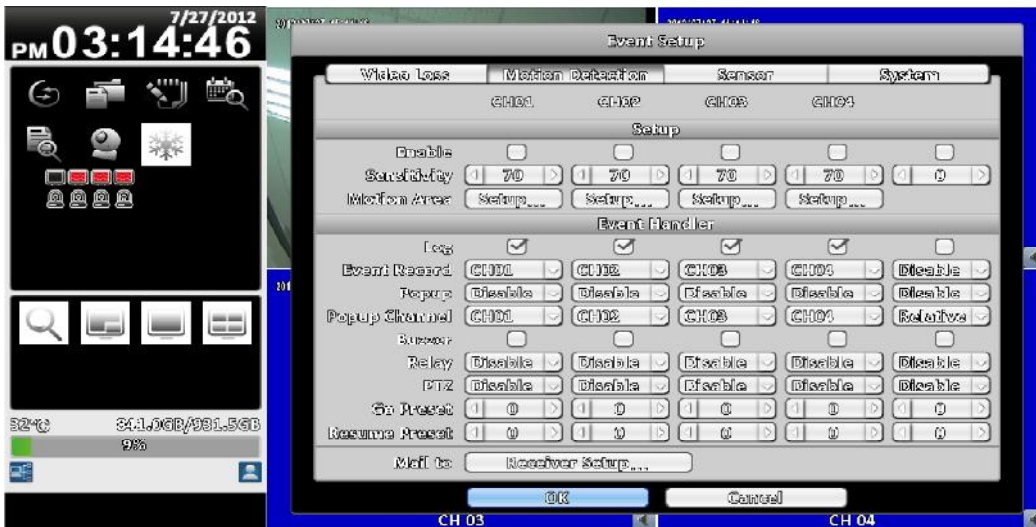 7/27/2012
PM 03:14:46
Event Setup
Video Loss Motion Detection Sensor System
CH01 CH02 CH03 CH04
Setup
Enable
Sensitivity 70 70 70 70 0
Motion Area Setup... Setup... Setup... Setup...
Event Handler
Log
Event Record CH01 CH02 CH03 CH04 Disable
Popup Disable Disable Disable Disable Disable
Popup Channel CH01 CH02 CH03 CH04 Relative
Buzzer
Relay Disable Disable Disable Disable Disable
PTZ Disable Disable Disable Disable Disable
Go Preset 0 0 0 0 0
Resume Preset 0 0 0 0 0
Mail to Receiver Setup...
OK Cancel
32°C 84.1.0GB/931.5GB
9%
CH 03 CH 04